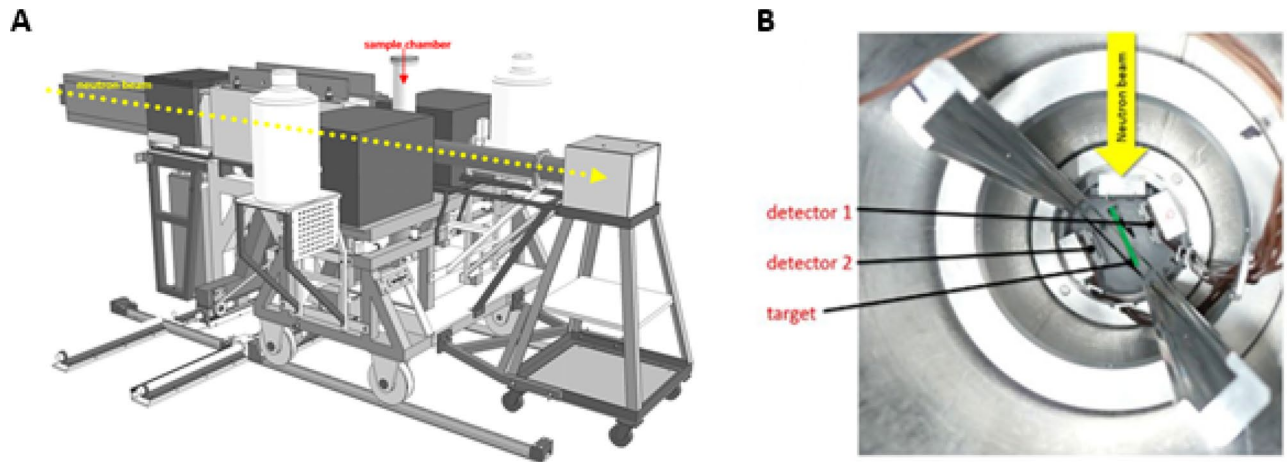 A
sample chamber
neutron beam
B
Neutron beam
detector 1
detector 2
target